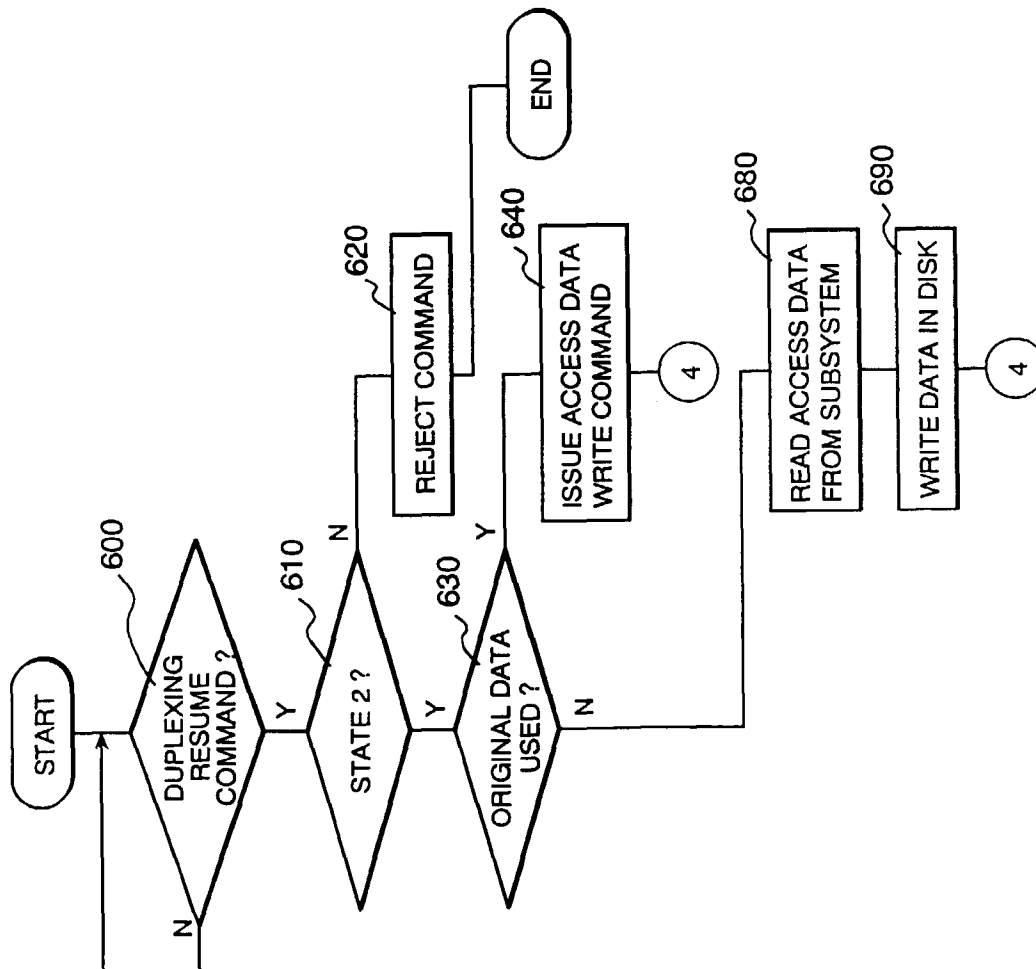 START
600
DUPLEXING
RESUME
COMMAND ?
N
Y
610
STATE 2 ?
N
620
REJECT COMMAND
END
Y
630
ORIGINAL DATA
USED ?
Y
640
ISSUE ACCESS DATA
WRITE COMMAND
4
N
680
READ ACCESS DATA
FROM SUBSYSTEM
690
WRITE DATA IN DISK
4